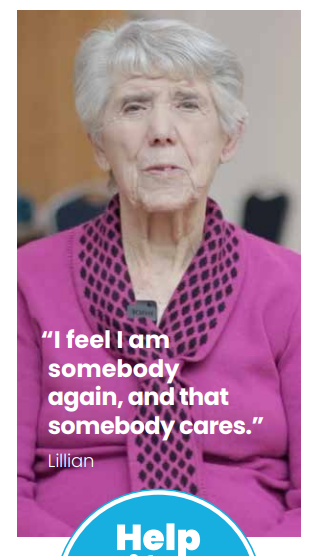 “I feel I am
somebody
again, and that
somebody cares.”
Lillian
Help